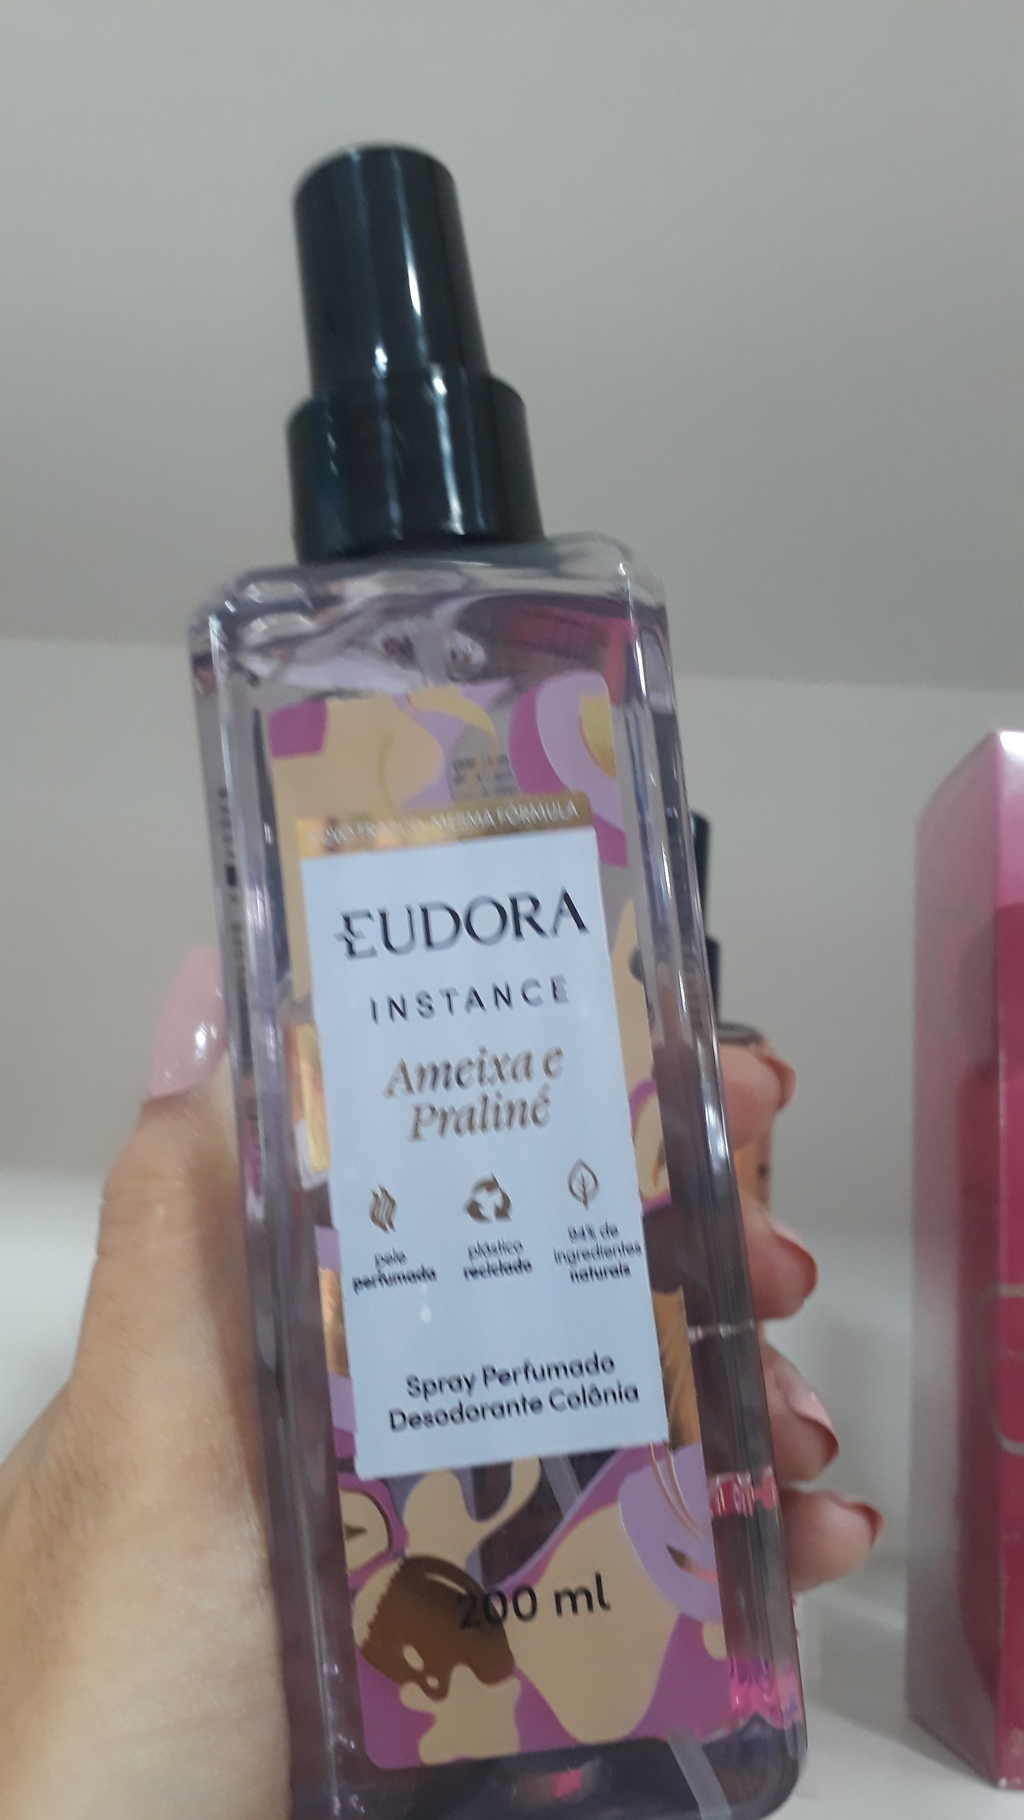 MESMA FÓRMULA
EUDORA
INSTANCE
Ameixa e
Praliné
pele
perfumada
plástico
reciclado
94% de
ingredientes
naturais
Spray Perfumado
Desodorante Colônia
200 ml